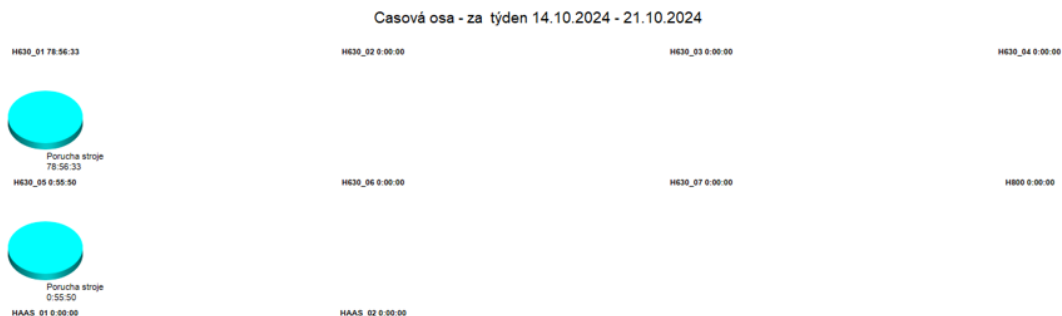 Casová osa - za týden 14.10.2024 - 21.10.2024
H630_01 78:56:33 H630_02 0:00:00 H630_03 0:00:00 H630_04 0:00:00
Porucha stroje
78:56:33
H630_05 0:55:50 H630_06 0:00:00 H630_07 0:00:00 H800 0:00:00
Porucha stroje
0:55:50
HAAS_01 0:00:00 HAAS_02 0:00:00